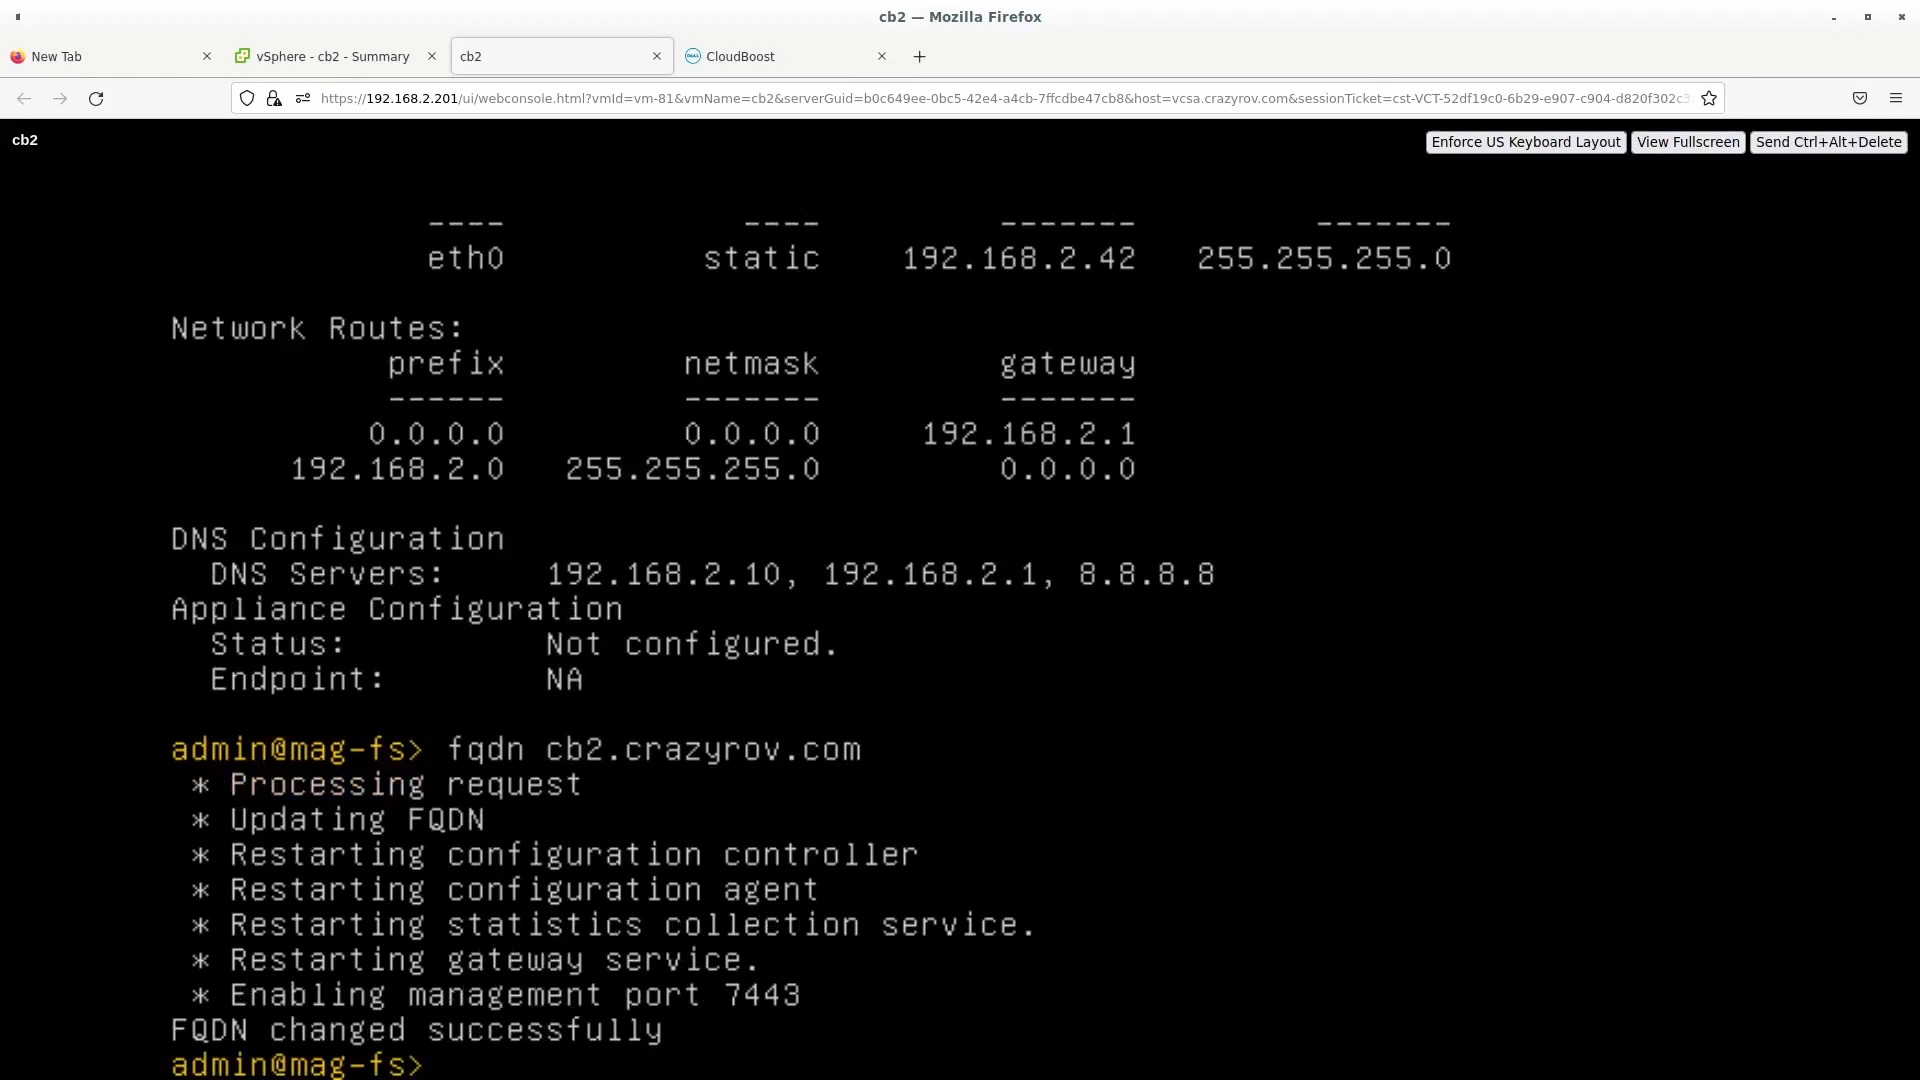 cb2 — Mozilla Firefox
New Tab
vSphere - cb2 - Summary
cb2
CloudBoost
https://192.168.2.201/ui/webconsole.html?vmId=vm-81&vmName=cb2&serverGuid=b0c649ee-0bc5-42e4-a4cb-7ffcdbe47cb8&host=vcsa.crazyrov.com&sessionTicket=cst-VCT-52df19c0-6b29-e907-c904-d820f302c3
cb2
Enforce US Keyboard Layout
View Fullscreen
Send Ctrl+Alt+Delete
---- ---- ------- -------
eth0 static 192.168.2.42 255.255.255.0
Network Routes:
prefix netmask gateway
------ ------- -------
0.0.0.0 0.0.0.0 192.168.2.1
192.168.2.0 255.255.255.0 0.0.0.0
DNS Configuration
DNS Servers: 192.168.2.10, 192.168.2.1, 8.8.8.8
Appliance Configuration
Status: Not configured.
Endpoint: NA
admin@mag-fs> fqdn cb2.crazyrov.com
* Processing request
* Updating FQDN
* Restarting configuration controller
* Restarting configuration agent
* Restarting statistics collection service.
* Restarting gateway service.
* Enabling management port 7443
FQDN changed successfully
admin@mag-fs>